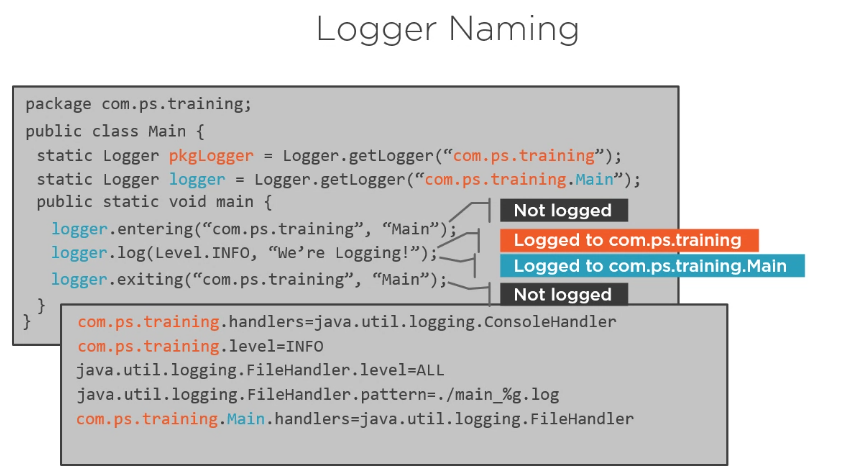 Logger Naming
package com.ps.training;
public class Main {
static Logger pkgLogger = Logger.getLogger(“com.ps.training”);
static Logger logger = Logger.getLogger(“com.ps.training.Main”);
public static void main {
logger.entering(“com.ps.training”, “Main”);
Not logged
logger.log(Level.INFO, “We’re Logging!”);
Logged to com.ps.training
Logged to com.ps.training.Main
logger.exiting(“com.ps.training”, “Main”);
Not logged
}
}
com.ps.training.handlers=java.util.logging.ConsoleHandler
com.ps.training.level=INFO
java.util.logging.FileHandler.level=ALL
java.util.logging.FileHandler.pattern=./main_%g.log
com.ps.training.Main.handlers=java.util.logging.FileHandler